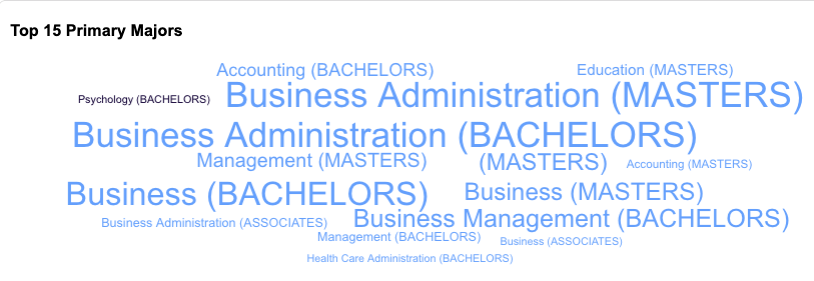 Top 15 Primary Majors
Accounting (BACHELORS)
Education (MASTERS)
Psychology (BACHELORS)
Business Administration (MASTERS)
Business Administration (BACHELORS)
Management (MASTERS)
(MASTERS)
Accounting (MASTERS)
Business (BACHELORS)
Business (MASTERS)
Business Administration (ASSOCIATES)
Business Management (BACHELORS)
Management (BACHELORS)
Business (ASSOCIATES)
Health Care Administration (BACHELORS)